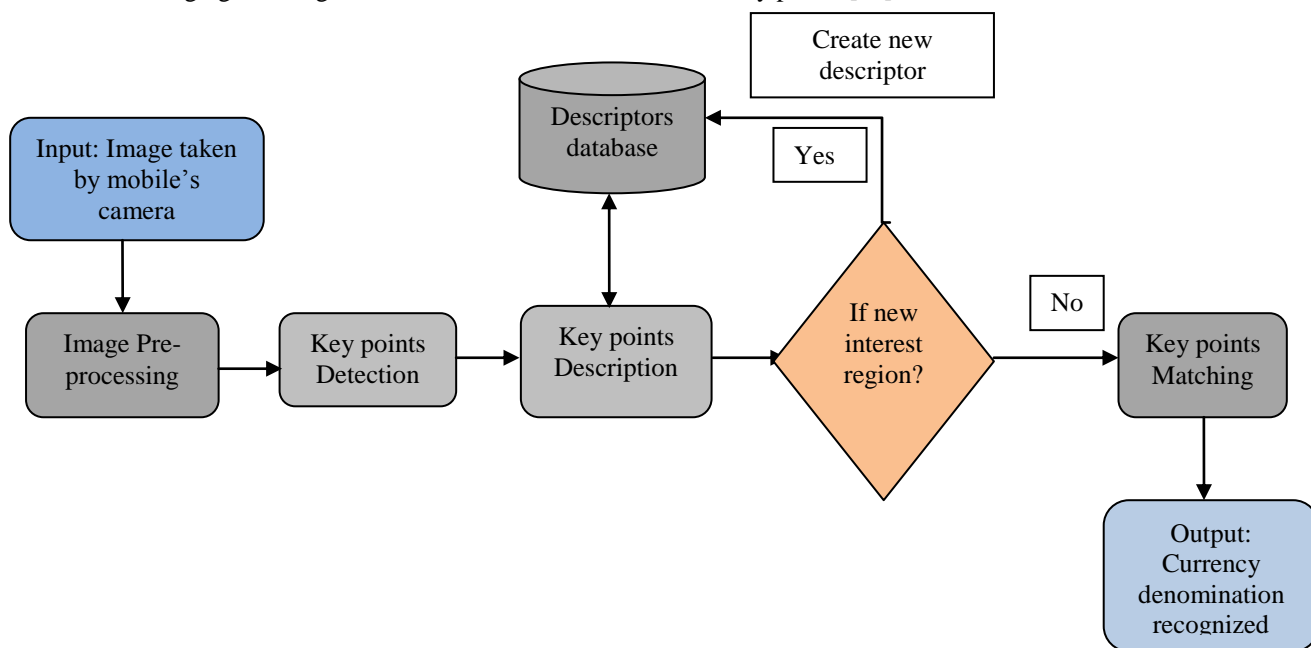 Create new
descriptor
Descriptors
database
Yes
Input: Image taken
by mobile’s
camera
If new
interest
region?
No
Image Pre-
processing
Key points
Detection
Key points
Description
Key points
Matching
Output:
Currency
denomination
recognized